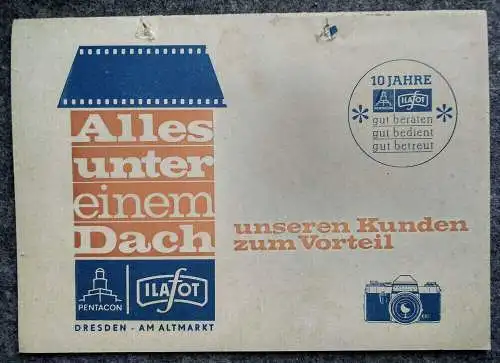 10 JAHRE
PENTACON ILAFOT
gut beraten
gut bedient
gut betreut
Alles
unter
einem
Dach
unseren Kunden
zum Vorteil
PENTACON
ILAFOT
DRESDEN - AM ALTMARKT